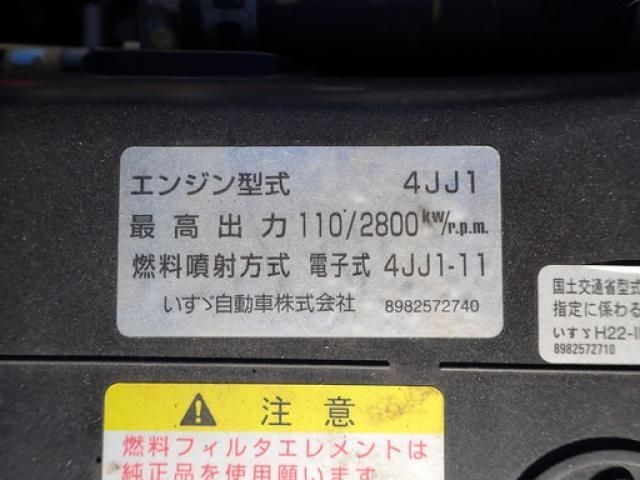 エンジン型式 4JJ1
最高出力 110/2800 kw/r.p.m.
燃料噴射方式 電子式 4JJ1-11
いすゞ自動車株式会社 8982572740
国土交通省型式
指定に係わる
いすゞH22-
8982572710
⚠ 注意
燃料フィルタエレメントは
純正品を使用願います